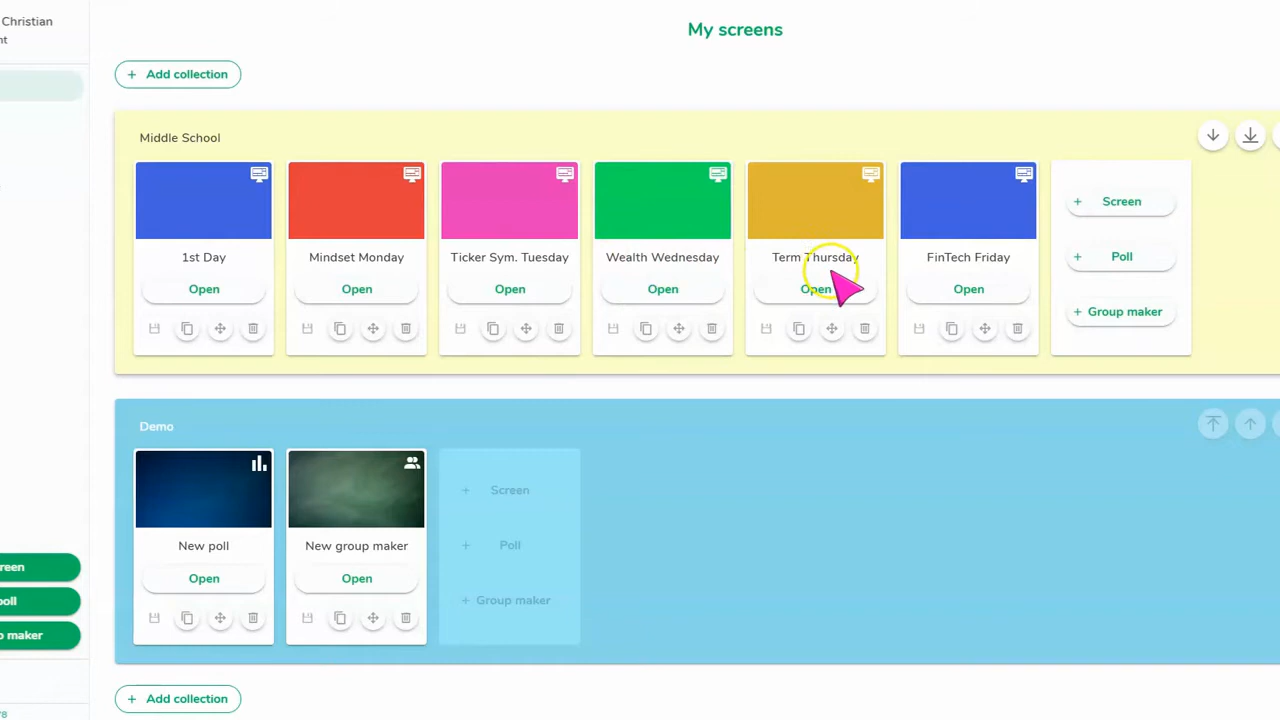 Christian
nt
My screens
+ Add collection
Middle School
1st Day
Mindset Monday
Ticker Sym. Tuesday
Wealth Wednesday
Term Thursday
FinTech Friday
Open
Open
Open
Open
Open
Open
+ Screen
+ Poll
+ Group maker
Demo
New poll
New group maker
Open
Open
+ Screen
+ Poll
+ Group maker
reen
poll
p maker
+ Add collection
/8